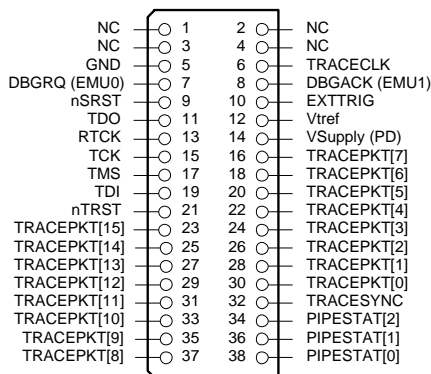 NC 1 2 NC
NC 3 4 NC
GND 5 6 TRACECLK
DBGRQ (EMU0) 7 8 DBGACK (EMU1)
nSRST 9 10 EXTTRIG
TDO 11 12 Vtref
RTCK 13 14 VSupply (PD)
TCK 15 16 TRACEPKT[7]
TMS 17 18 TRACEPKT[6]
TDI 19 20 TRACEPKT[5]
nTRST 21 22 TRACEPKT[4]
TRACEPKT[15] 23 24 TRACEPKT[3]
TRACEPKT[14] 25 26 TRACEPKT[2]
TRACEPKT[13] 27 28 TRACEPKT[1]
TRACEPKT[12] 29 30 TRACEPKT[0]
TRACEPKT[11] 31 32 TRACESYNC
TRACEPKT[10] 33 34 PIPESTAT[2]
TRACEPKT[9] 35 36 PIPESTAT[1]
TRACEPKT[8] 37 38 PIPESTAT[0]